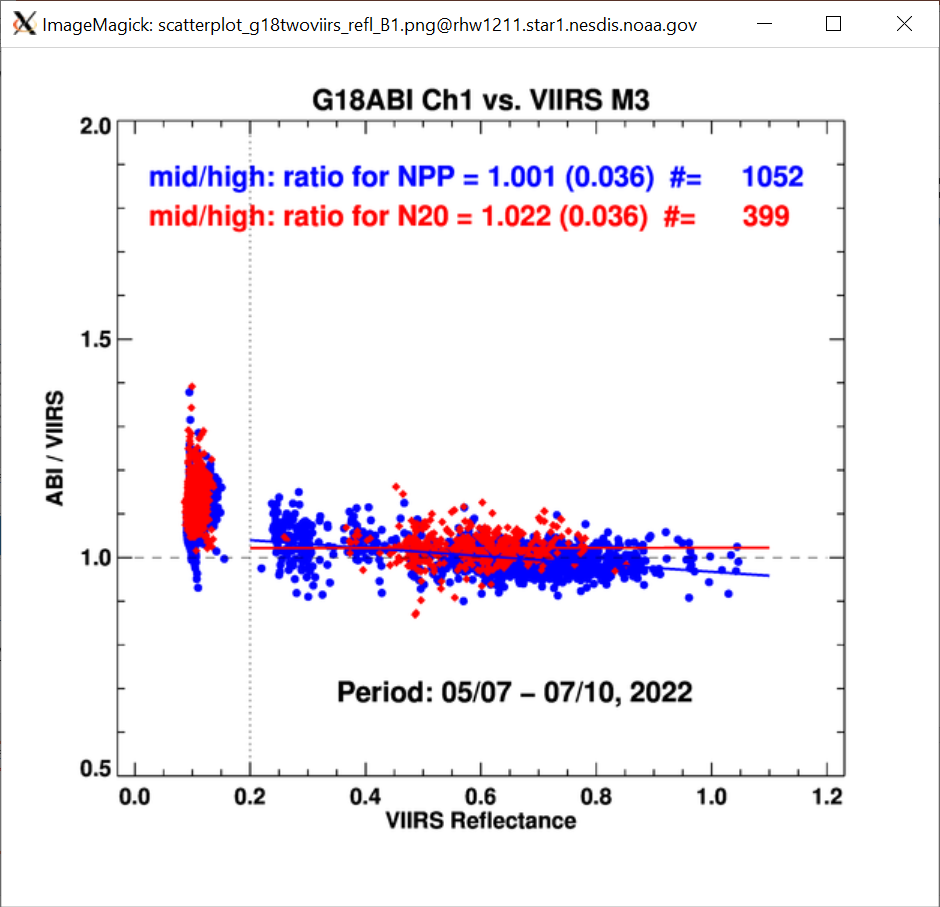 ImageMagick: scatterplot_g18twoviirs_refl_B1.png@rhw1211.star1.nesdis.noaa.gov
G18ABI Ch1 vs. VIIRS M3
mid/high: ratio for NPP = 1.001 (0.036) #= 1052
mid/high: ratio for N20 = 1.022 (0.036) #= 399
2.0
1.5
1.0
0.5
ABI / VIIRS
Period: 05/07 – 07/10, 2022
0.0 0.2 0.4 0.6 0.8 1.0 1.2
VIIRS Reflectance